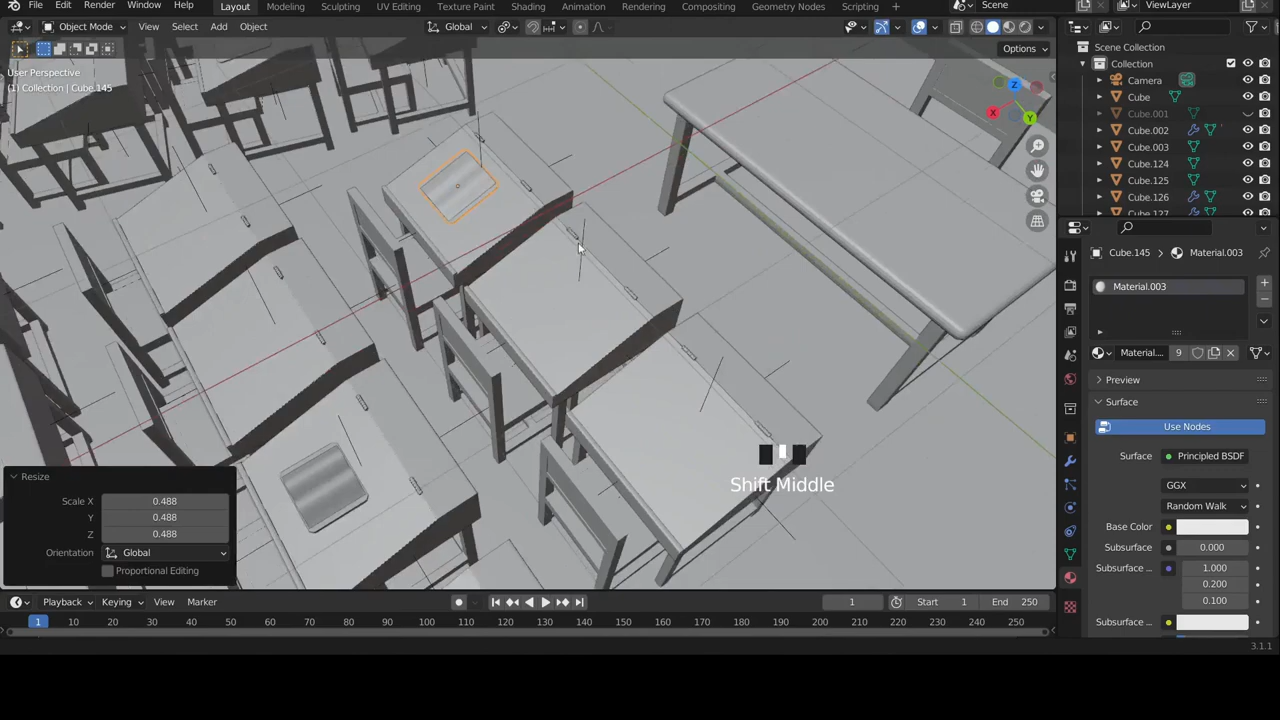 File Edit Render Window Help Layout Modeling Sculpting UV Editing Texture Paint Shading Animation Rendering Compositing Geometry Nodes Scripting + Scene ViewLayer
Object Mode View Select Add Object Global
Options
User Perspective
(1) Collection | Cube.145
X Y Z
Scene Collection
Collection
Camera
Cube
Cube.001
Cube.002
Cube.003
Cube.124
Cube.125
Cube.126
Cube.127
Cube.145 Material.003
Material.003
Material.... 9
Preview
Surface
Use Nodes
Surface Principled BSDF
GGX
Random Walk
Base Color
Subsurface 0.000
Subsurface ... 1.000
0.200
0.100
Subsurface ...
Resize
Scale X 0.488
Y 0.488
Z 0.488
Orientation Global
Proportional Editing
Shift Middle
Playback Keying View Marker 1 Start 1 End 250
1 10 20 30 40 50 60 70 80 90 100 110 120 130 140 150 160 170 180 190 200 210 220 230 240 250
3.1.1